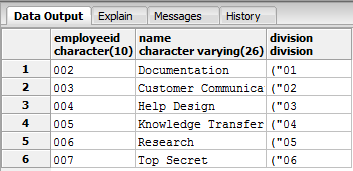 Data Output Explain Messages History
employeeid name division
character(10) character varying(26) division
1 002 Documentation ("01
2 003 Customer Communica ("02
3 004 Help Design ("03
4 005 Knowledge Transfer ("04
5 006 Research ("05
6 007 Top Secret ("06